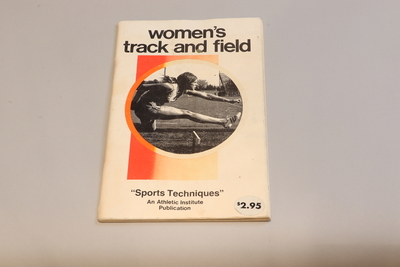 women's
track and field
"Sports Techniques"
An Athletic Institute
Publication
$2.95